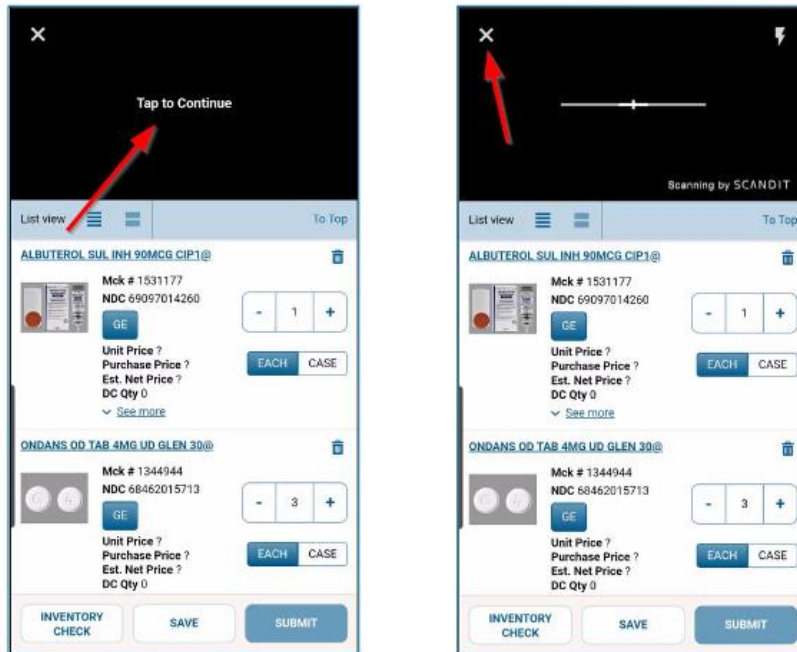 Tap to Continue
List view
To Top
ALBUTEROL SUL INH 90MCG CIP1@
Mck # 1531177
NDC 69097014260
GE
- 1 +
Unit Price ?
Purchase Price ?
Est. Net Price ?
DC Qty 0
EACH CASE
See more
ONDANS OD TAB 4MG UD GLEN 30@
Mck # 1344944
NDC 68462015713
GE
- 3 +
Unit Price ?
Purchase Price ?
Est. Net Price ?
DC Qty 0
EACH CASE
INVENTORY
CHECK
SAVE
SUBMIT
Scanning by SCANDIT
List view
To Top
ALBUTEROL SUL INH 90MCG CIP1@
Mck # 1531177
NDC 69097014260
GE
- 1 +
Unit Price ?
Purchase Price ?
Est. Net Price ?
DC Qty 0
EACH CASE
See more
ONDANS OD TAB 4MG UD GLEN 30@
Mck # 1344944
NDC 68462015713
GE
- 3 +
Unit Price ?
Purchase Price ?
Est. Net Price ?
DC Qty 0
EACH CASE
INVENTORY
CHECK
SAVE
SUBMIT